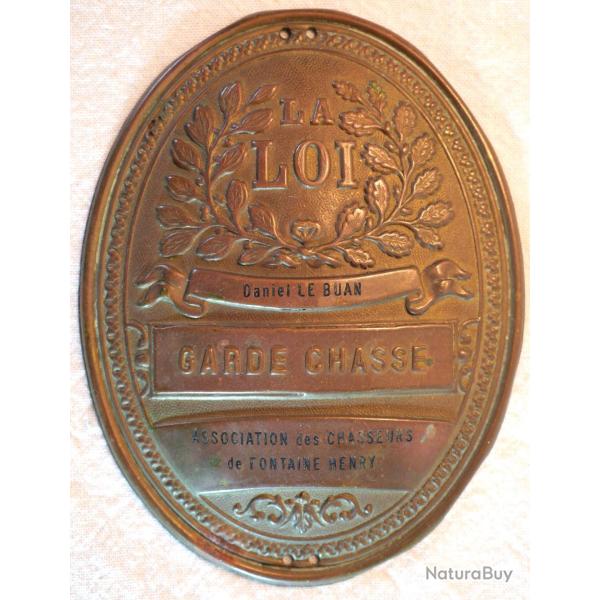 LA
LOI
Daniel LE BUAN
GARDE CHASSE
ASSOCIATION des CHASSEURS
de FONTAINE HENRY
NaturaBuy